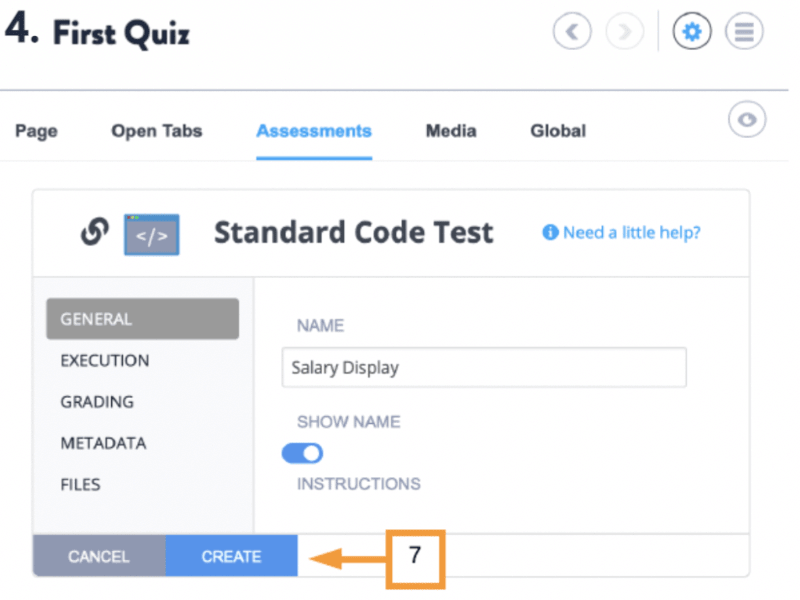 4. First Quiz
Page Open Tabs Assessments Media Global
</> Standard Code Test Need a little help?
GENERAL
EXECUTION
GRADING
METADATA
FILES
NAME
Salary Display
SHOW NAME
INSTRUCTIONS
CANCEL CREATE 7